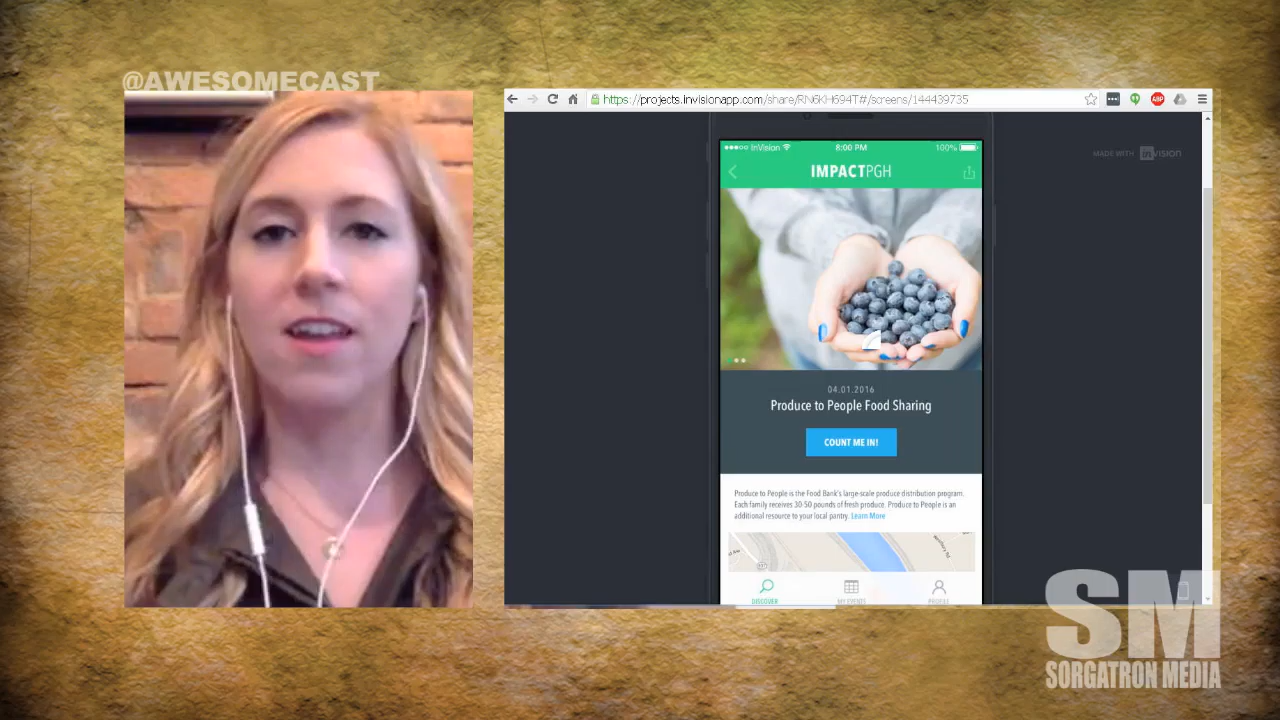 @AWESOMECAST
https://projects.invisionapp.com/share/RN6KH694T#/screens/144439735
ABP
MADE WITH inVISION
InVision 8:00 PM 100%
IMPACTPGH
04.01.2016
Produce to People Food Sharing
COUNT ME IN!
Produce to People is the Food Bank's large-scale produce distribution program.
Each family receives 30-50 pounds of fresh produce. Produce to People is an
additional resource to your local pantry. Learn More
DISCOVER MY EVENTS PROFILE
SM
SORGATRON MEDIA